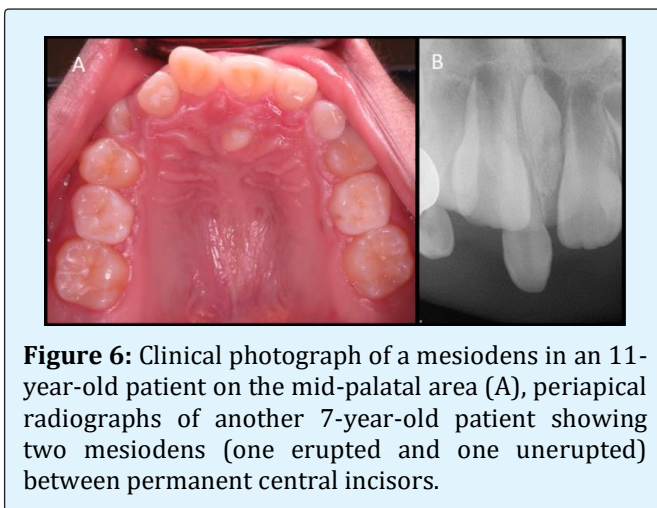 A
B
Figure 6: Clinical photograph of a mesiodens in an 11-
year-old patient on the mid-palatal area (A), periapical
radiographs of another 7-year-old patient showing
two mesiodens (one erupted and one unerupted)
between permanent central incisors.